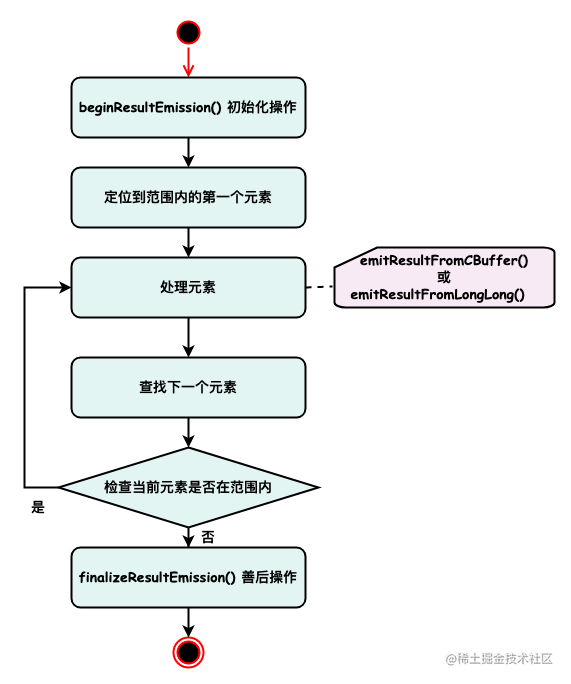 beginResultEmission() 初始化操作
定位到范围内的第一个元素
处理元素
emitResultFromCBuffer()
或
emitResultFromLongLong()
查找下一个元素
检查当前元素是否在范围内
是
否
finalizeResultEmission() 善后操作
@稀土掘金技术社区